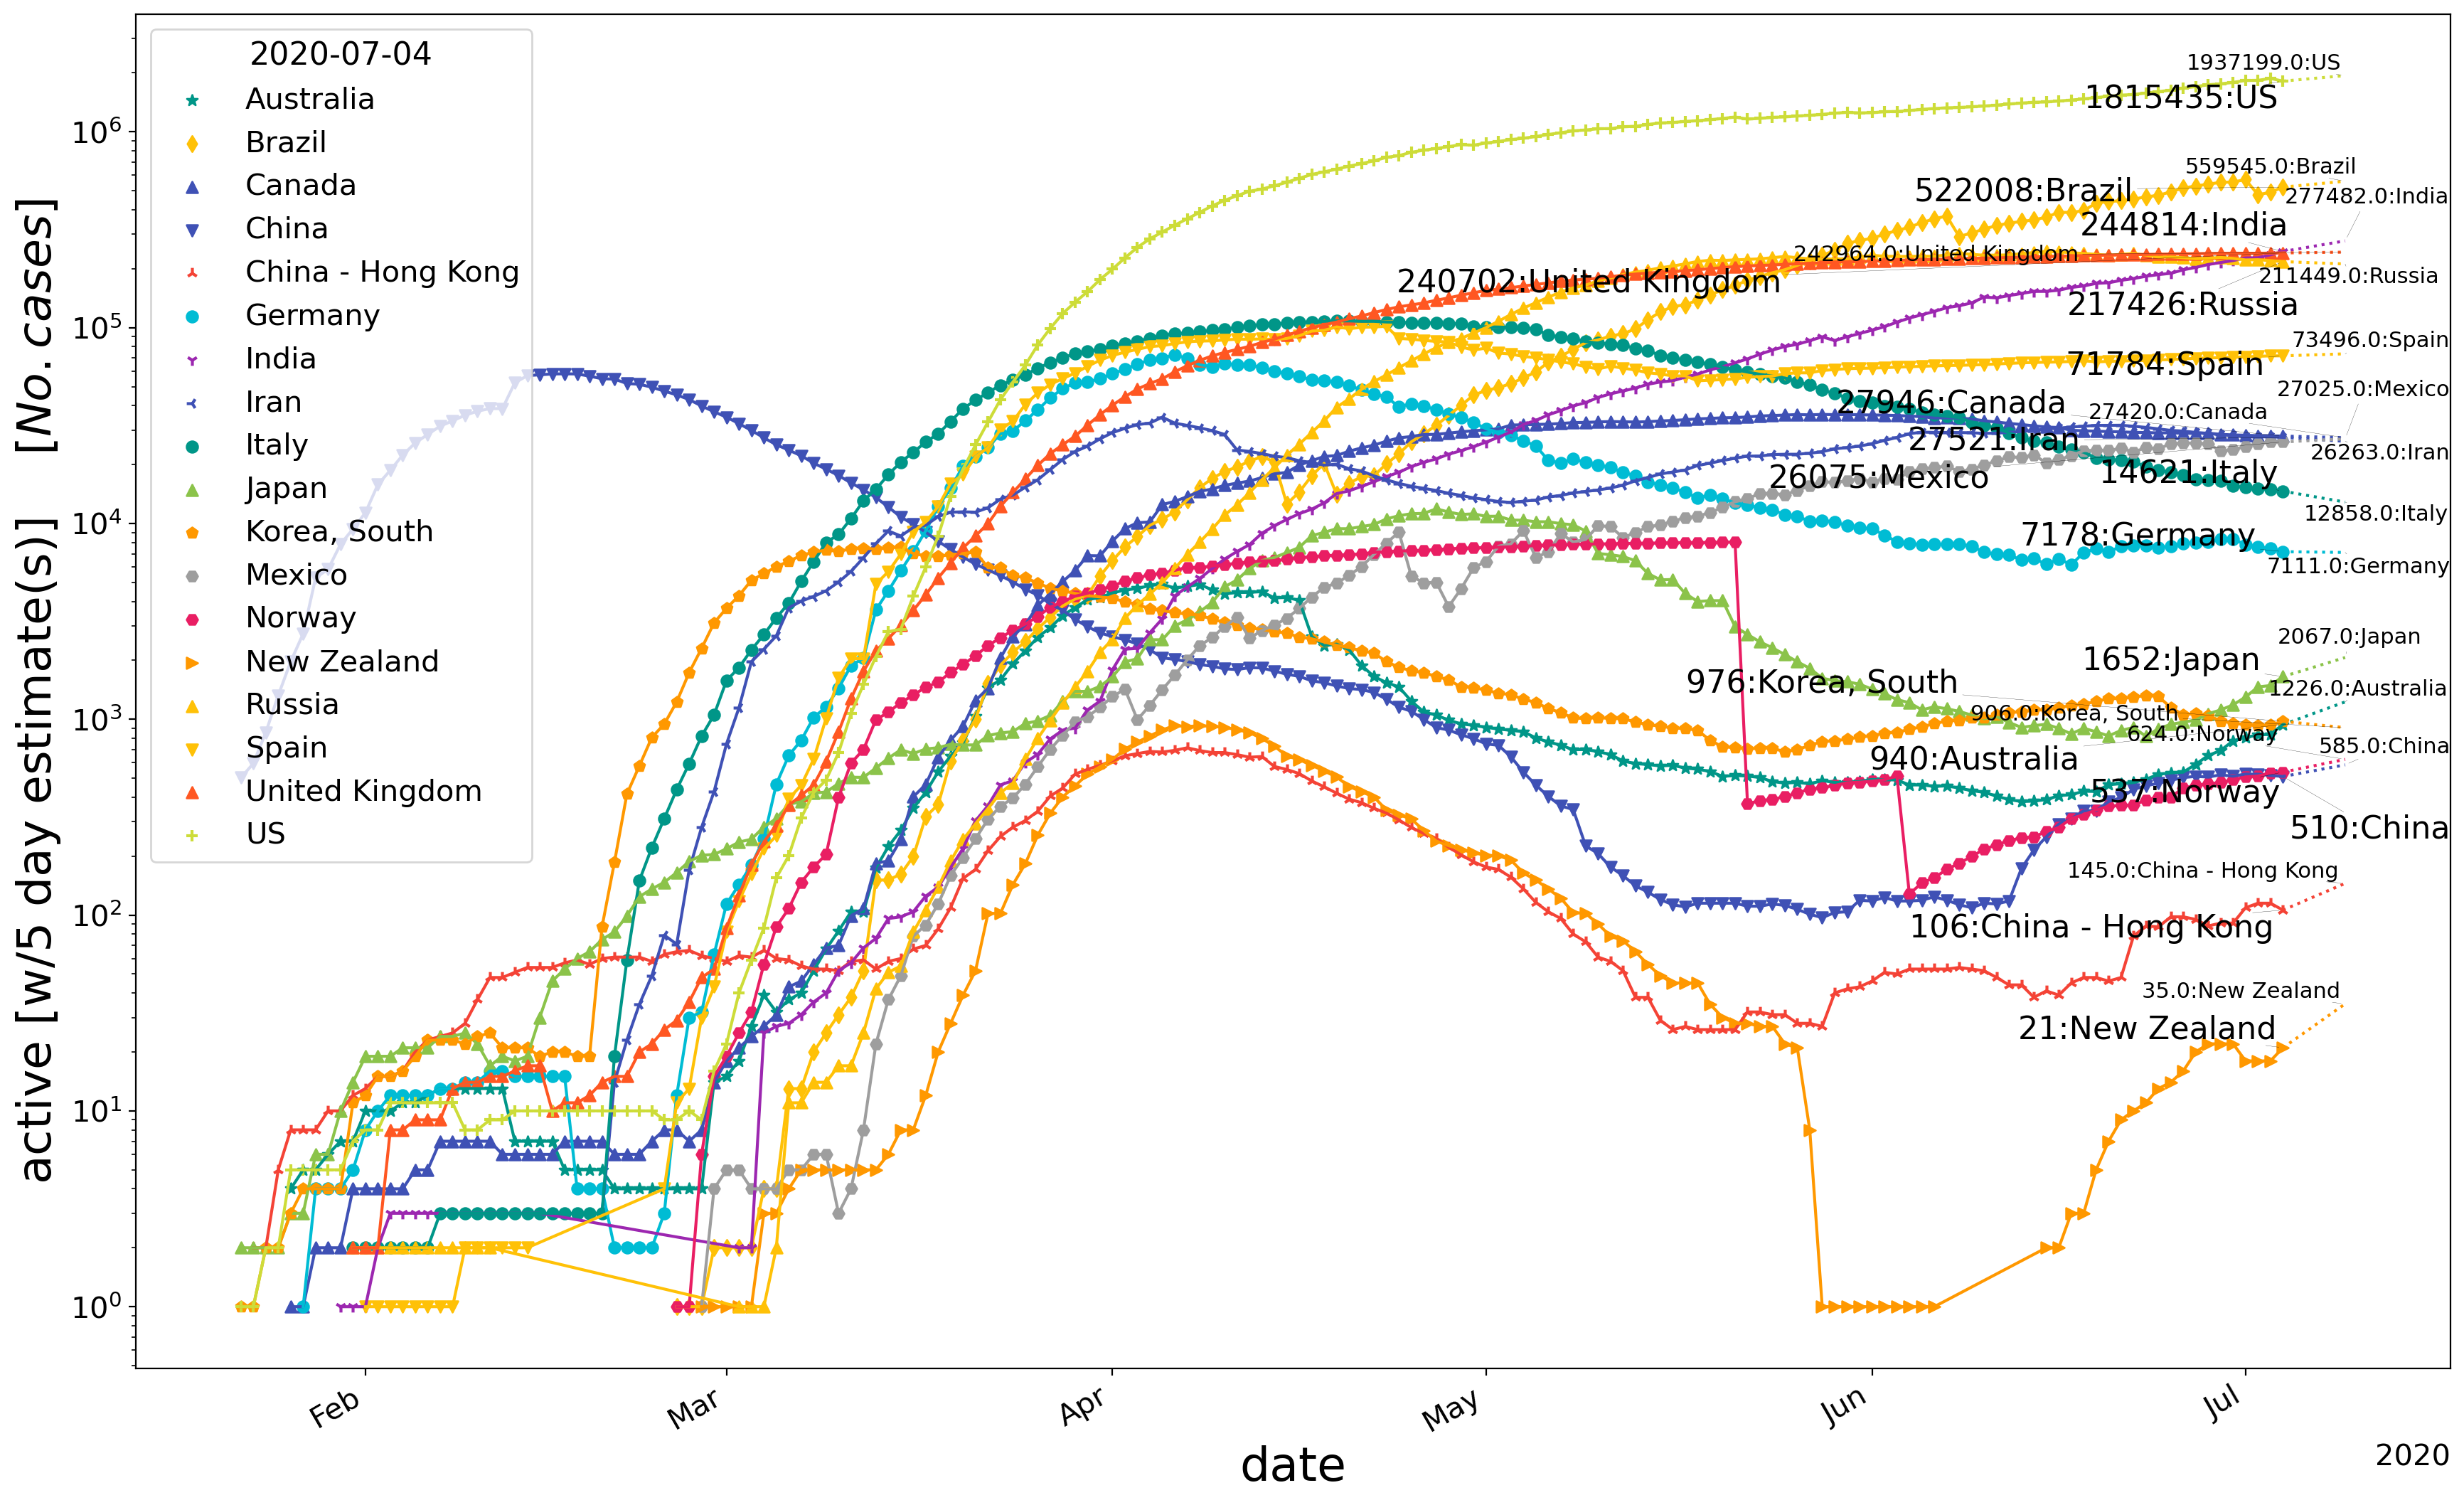 2020-07-04
Australia
Brazil
Canada
China
China - Hong Kong
Germany
India
Iran
Italy
Japan
Korea, South
Mexico
Norway
New Zealand
Russia
Spain
United Kingdom
US
active [w/5 day estimate(s)]   [No. cases]
10^6
10^5
10^4
10^3
10^2
10^1
10^0
1937199.0:US
1815435:US
559545.0:Brazil
522008:Brazil
277482.0:India
244814:India
242964.0:United Kingdom
240702:United Kingdom
211449.0:Russia
217426:Russia
73496.0:Spain
71784:Spain
27025.0:Mexico
27946:Canada
27420.0:Canada
27521:Iran
26263.0:Iran
26075:Mexico
14621:Italy
12858.0:Italy
7178:Germany
7111.0:Germany
2067.0:Japan
1652:Japan
976:Korea, South
1226.0:Australia
906.0:Korea, South
624.0:Norway
585.0:China
940:Australia
537:Norway
510:China
145.0:China - Hong Kong
106:China - Hong Kong
35.0:New Zealand
21:New Zealand
Feb
Mar
Apr
May
Jun
Jul
date
2020